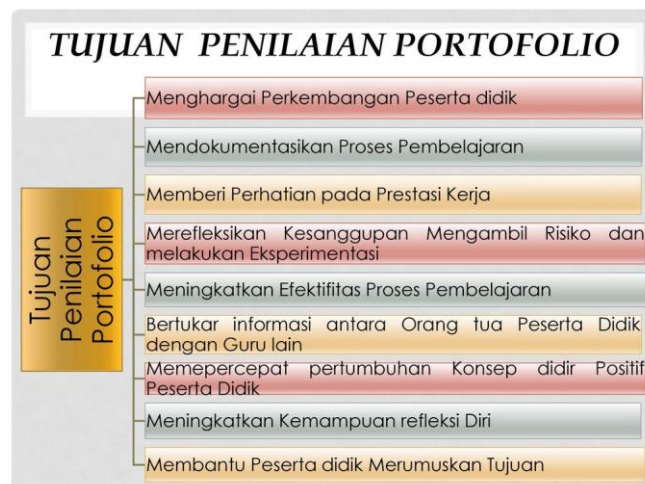 TUJUAN PENILAIAN PORTOFOLIO
Tujuan
Penilaian
Portofolio
Menghargai Perkembangan Peserta didik
Mendokumentasikan Proses Pembelajaran
Memberi Perhatian pada Prestasi Kerja
Merefleksikan Kesanggupan Mengambil Risiko dan
melakukan Eksperimentasi
Meningkatkan Efektifitas Proses Pembelajaran
Bertukar informasi antara Orang tua Peserta Didik
dengan Guru lain
Memepercepat pertumbuhan Konsep didir Positif
Peserta Didik
Meningkatkan Kemampuan refleksi Diri
Membantu Peserta didik Merumuskan Tujuan